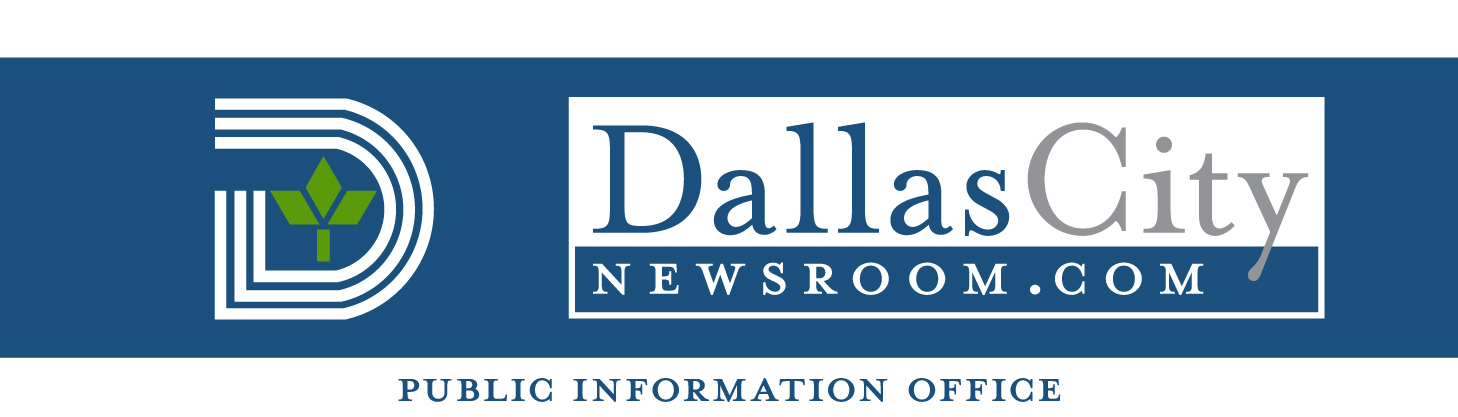 DallasCity
NEWSROOM.COM
PUBLIC INFORMATION OFFICE